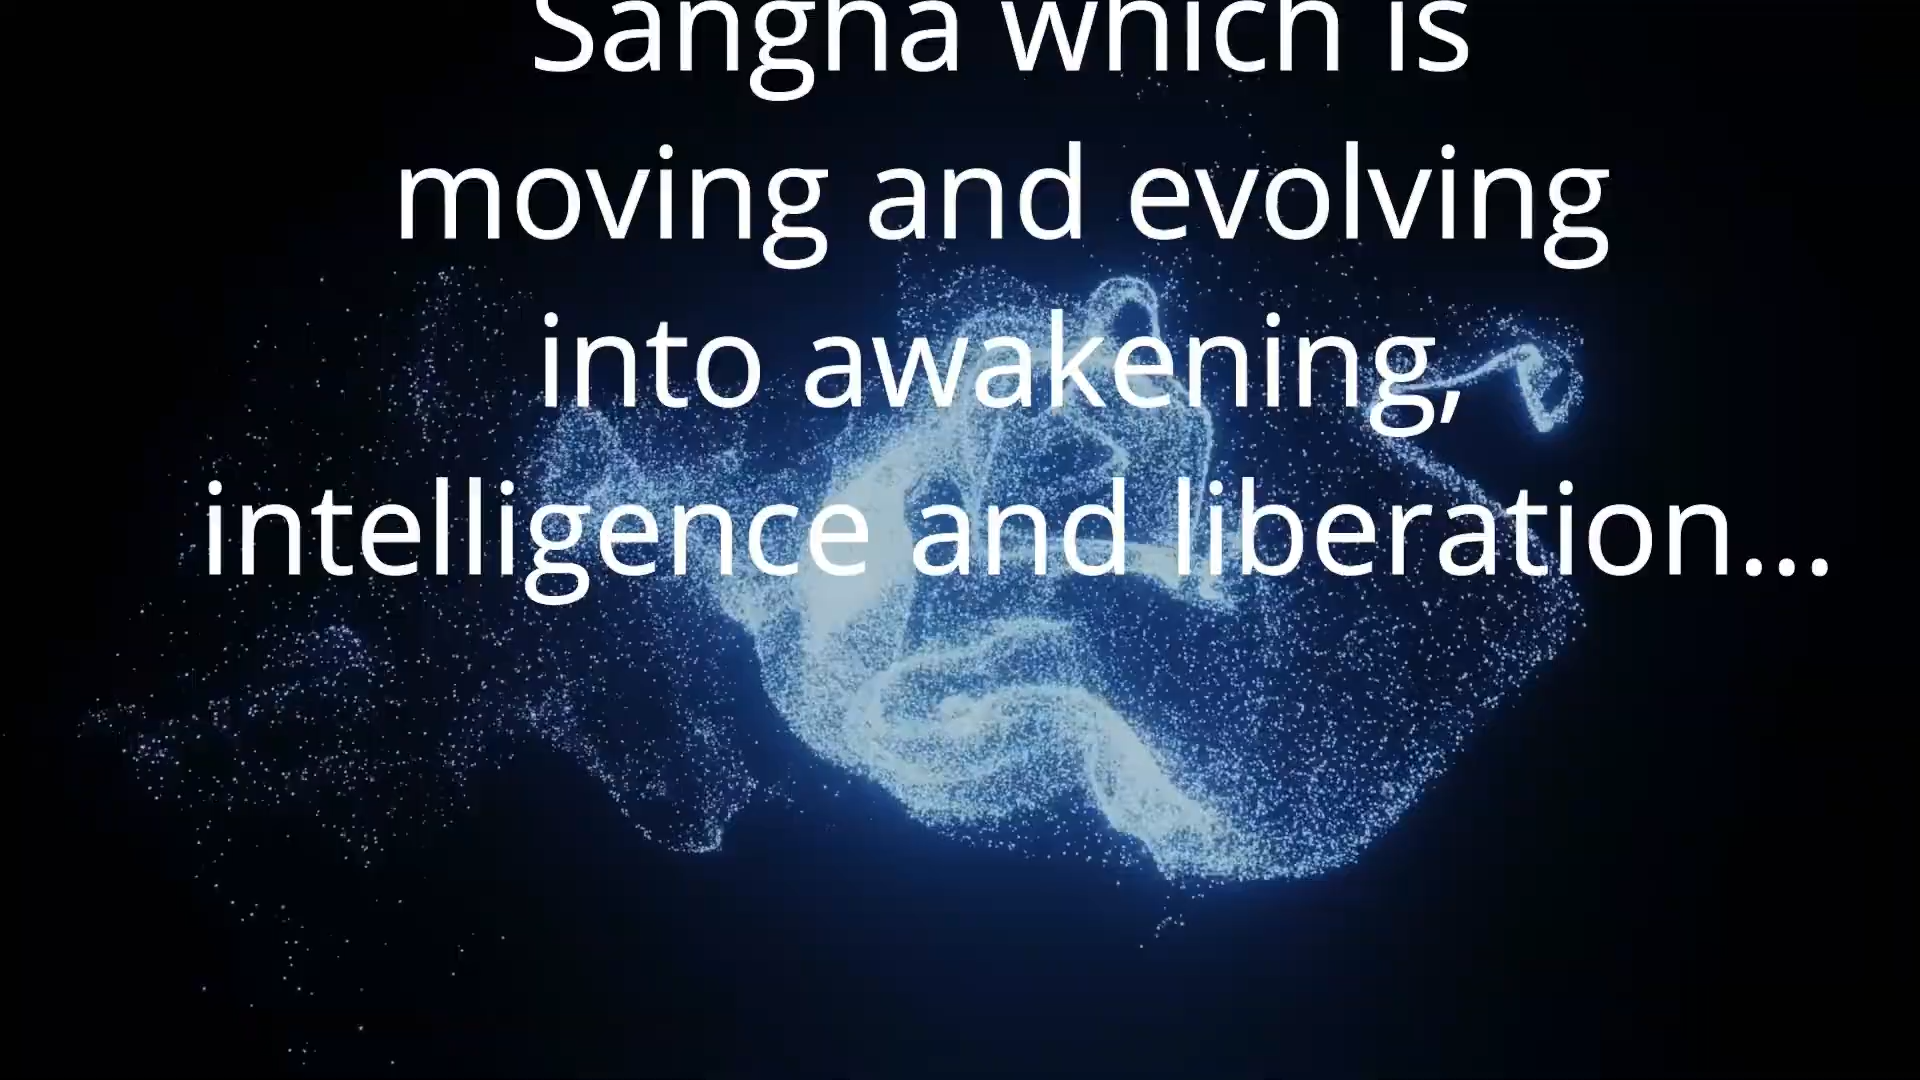 Sangha which is
moving and evolving
into awakening,
intelligence and liberation...